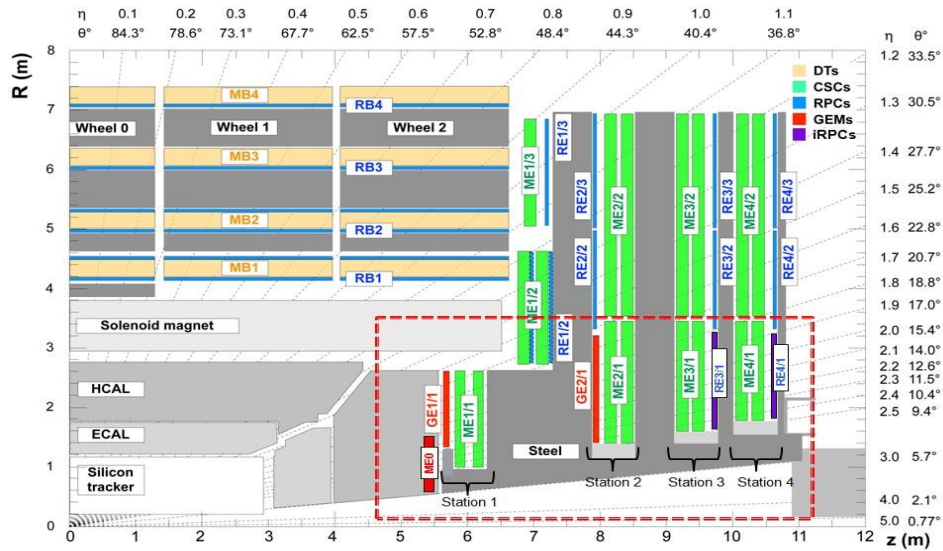 η 0.1 0.2 0.3 0.4 0.5 0.6 0.7 0.8 0.9 1.0 1.1
θ° 84.3° 78.6° 73.1° 67.7° 62.5° 57.5° 52.8° 48.4° 44.3° 40.4° 36.8° η θ°
R (m)
8
7
6
5
4
3
2
1
0
1.2 33.5°
1.3 30.5°
1.4 27.7°
1.5 25.2°
1.6 22.8°
1.7 20.7°
1.8 18.8°
1.9 17.0°
2.0 15.4°
2.1 14.0°
2.2 12.6°
2.3 11.5°
2.4 10.4°
2.5 9.4°
3.0 5.7°
4.0 2.1°
5.0 0.77°
DTs
CSCs
RPCs
GEMs
iRPCs
MB4
RB4
Wheel 0
Wheel 1
Wheel 2
MB3
RB3
MB2
RB2
MB1
RB1
Solenoid magnet
HCAL
ECAL
Silicon
tracker
ME1/3
RE1/3
ME1/2
RE1/2
RE2/3
RE2/2
ME2/2
ME3/2
RE3/3
RE3/2
ME4/2
RE4/3
RE4/2
GE1/1
ME1/1
ME0
GE2/1
ME2/1
ME3/1
RE3/1
ME4/1
RE4/1
Steel
Station 1
Station 2
Station 3
Station 4
0 1 2 3 4 5 6 7 8 9 10 11 12
z (m)